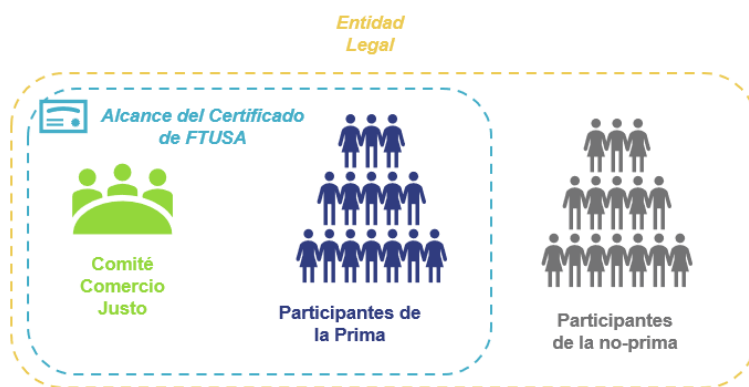 Entidad
Legal
Alcance del Certificado
de FTUSA
Comité
Comercio
Justo
Participantes de
la Prima
Participantes
de la no-prima